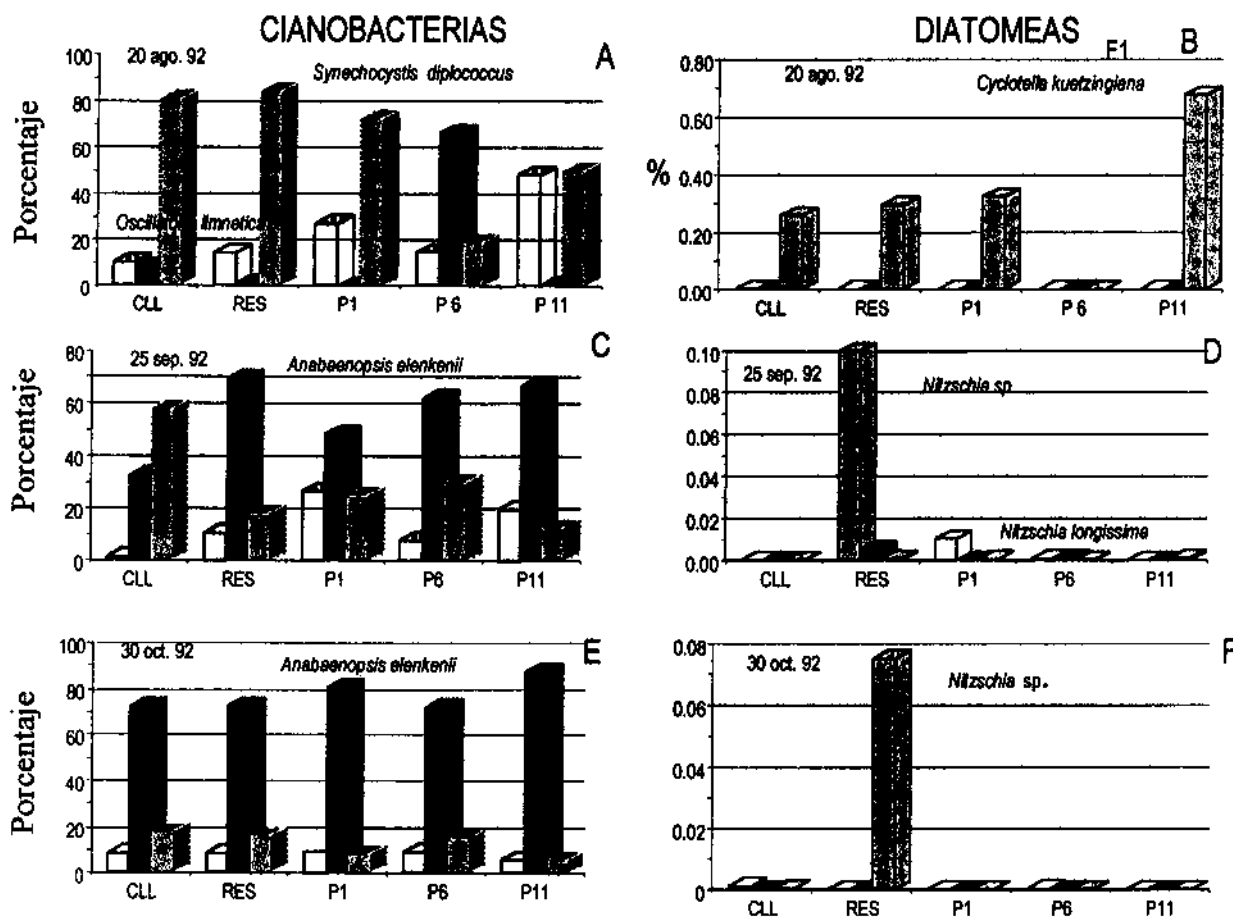 CIANOBACTERIAS
DIATOMEAS
Porcentaje
100
80
60
40
20
0
20 ago. 92
Synechocystis diplococcus
A
limnetica
CLL RES P1 P 6 P 11
F1
B
%
0.80
0.60
0.40
0.20
0.00
20 ago. 92
Cyclotella kuetzingiana
CLL RES P1 P 6 P 11
Porcentaje
80
60
40
20
0
25 sep. 92
Anabaenopsis elenkenii
C
CLL RES P1 P6 P11
0.10
0.08
0.06
0.04
0.02
0.00
25 sep. 92
Nitzschia sp
D
Nitzschia longissima
CLL RES P1 P6 P11
Porcentaje
100
80
60
40
20
0
30 oct. 92
Anabaenopsis elenkenii
E
CLL RES P1 P6 P11
0.08
0.06
0.04
0.02
0
30 oct. 92
Nitzschia sp.
F
CLL RES P1 P6 P11